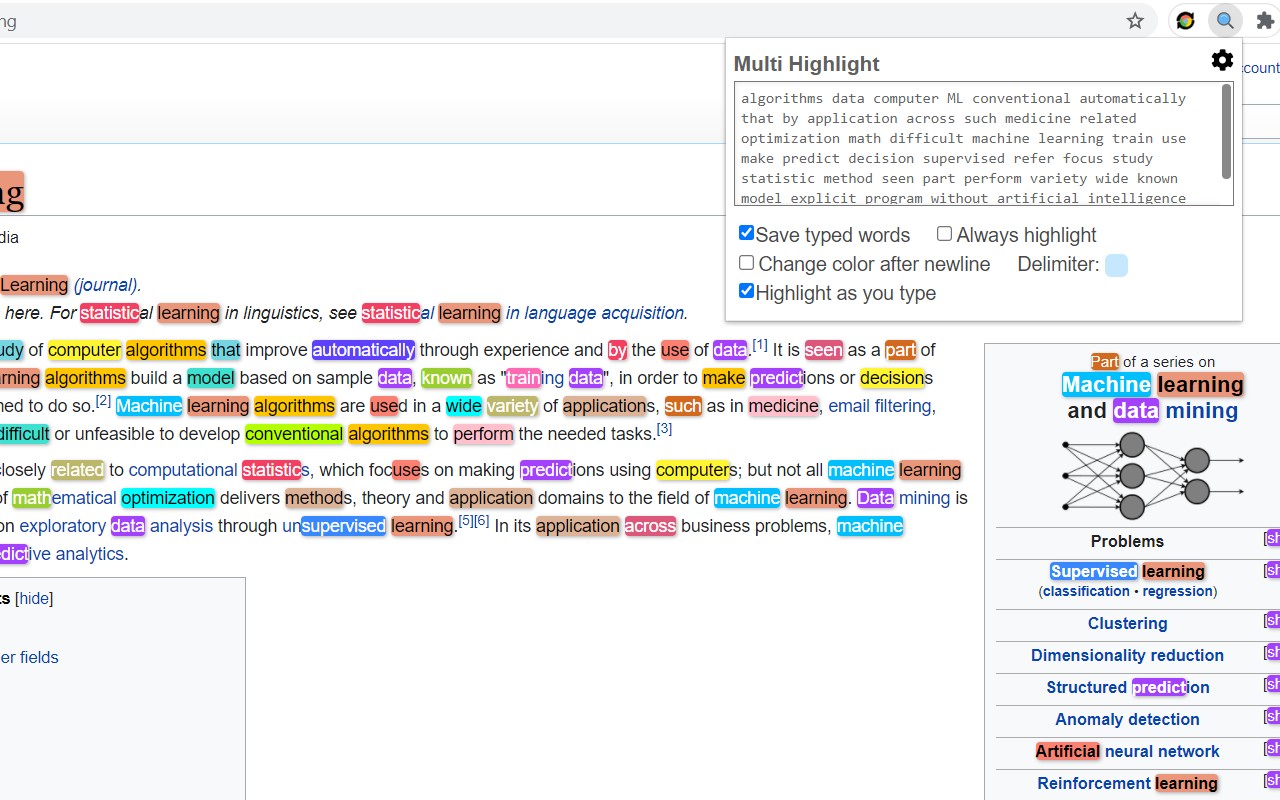 ng
Multi Highlight
count
algorithms data computer ML conventional automatically
that by application across such medicine related
optimization math difficult machine learning train use
make predict decision supervised refer focus study
statistic method seen part perform variety wide known
model explicit program without artificial intelligence
Save typed words Always highlight
Change color after newline Delimiter:
Highlight as you type
ng
dia
Learning (journal).
here. For statistical learning in linguistics, see statistical learning in language acquisition.
udy of computer algorithms that improve automatically through experience and by the use of data.[1] It is seen as a part of
rning algorithms build a model based on sample data, known as "training data", in order to make predictions or decisions
ned to do so.[2] Machine learning algorithms are used in a wide variety of applications, such as in medicine, email filtering,
difficult or unfeasible to develop conventional algorithms to perform the needed tasks.[3]
closely related to computational statistics, which focuses on making predictions using computers; but not all machine learning
of mathematical optimization delivers methods, theory and application domains to the field of machine learning. Data mining is
on exploratory data analysis through unsupervised learning.[5][6] In its application across business problems, machine
edictive analytics.
ts [hide]
er fields
Part of a series on
Machine learning
and data mining
Problems [sh
Supervised learning [sh
(classification • regression)
Clustering [sh
Dimensionality reduction [sh
Structured prediction [sh
Anomaly detection [sh
Artificial neural network [sh
Reinforcement learning [sh